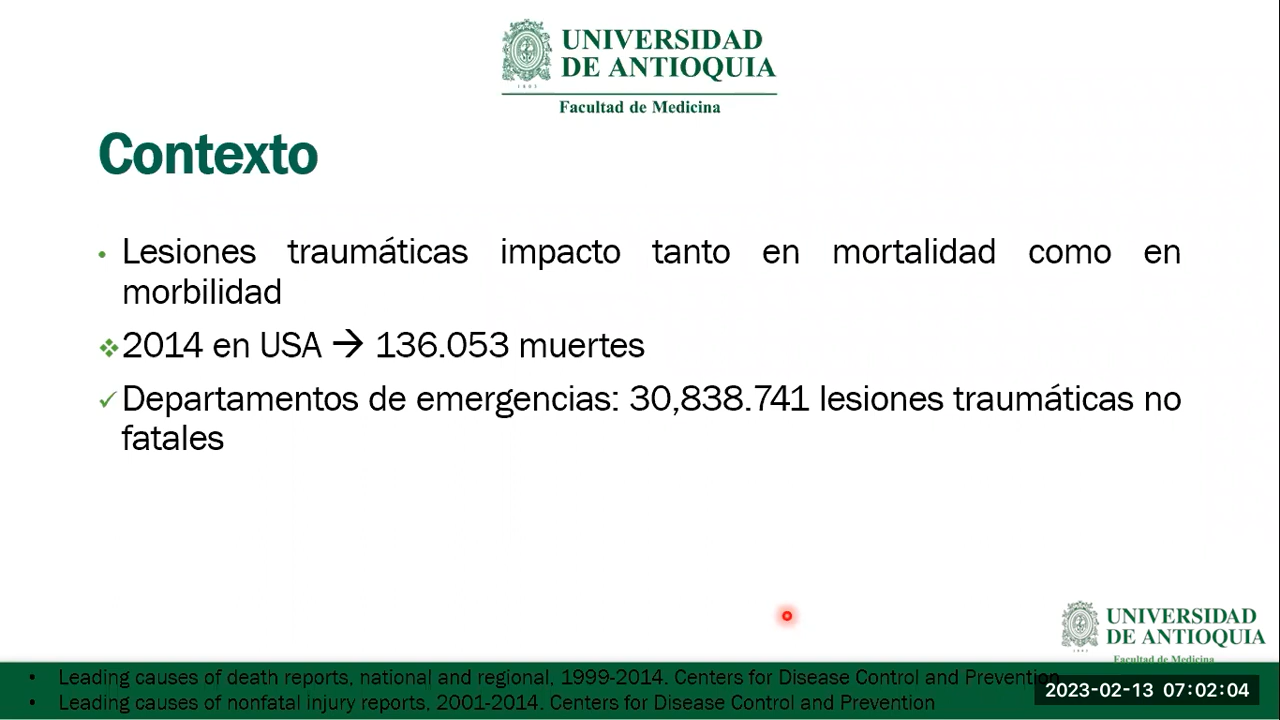 UNIVERSIDAD
DE ANTIOQUIA
1803
Facultad de Medicina
Contexto
• Lesiones traumáticas impacto tanto en mortalidad como en
morbilidad
❖2014 en USA → 136.053 muertes
✓Departamentos de emergencias: 30,838.741 lesiones traumáticas no
fatales
UNIVERSIDAD
DE ANTIOQUIA
1803
Facultad de Medicina
• Leading causes of death reports, national and regional, 1999-2014. Centers for Disease Control and Prevention
• Leading causes of nonfatal injury reports, 2001-2014. Centers for Disease Control and Prevention
2023-02-13 07:02:04